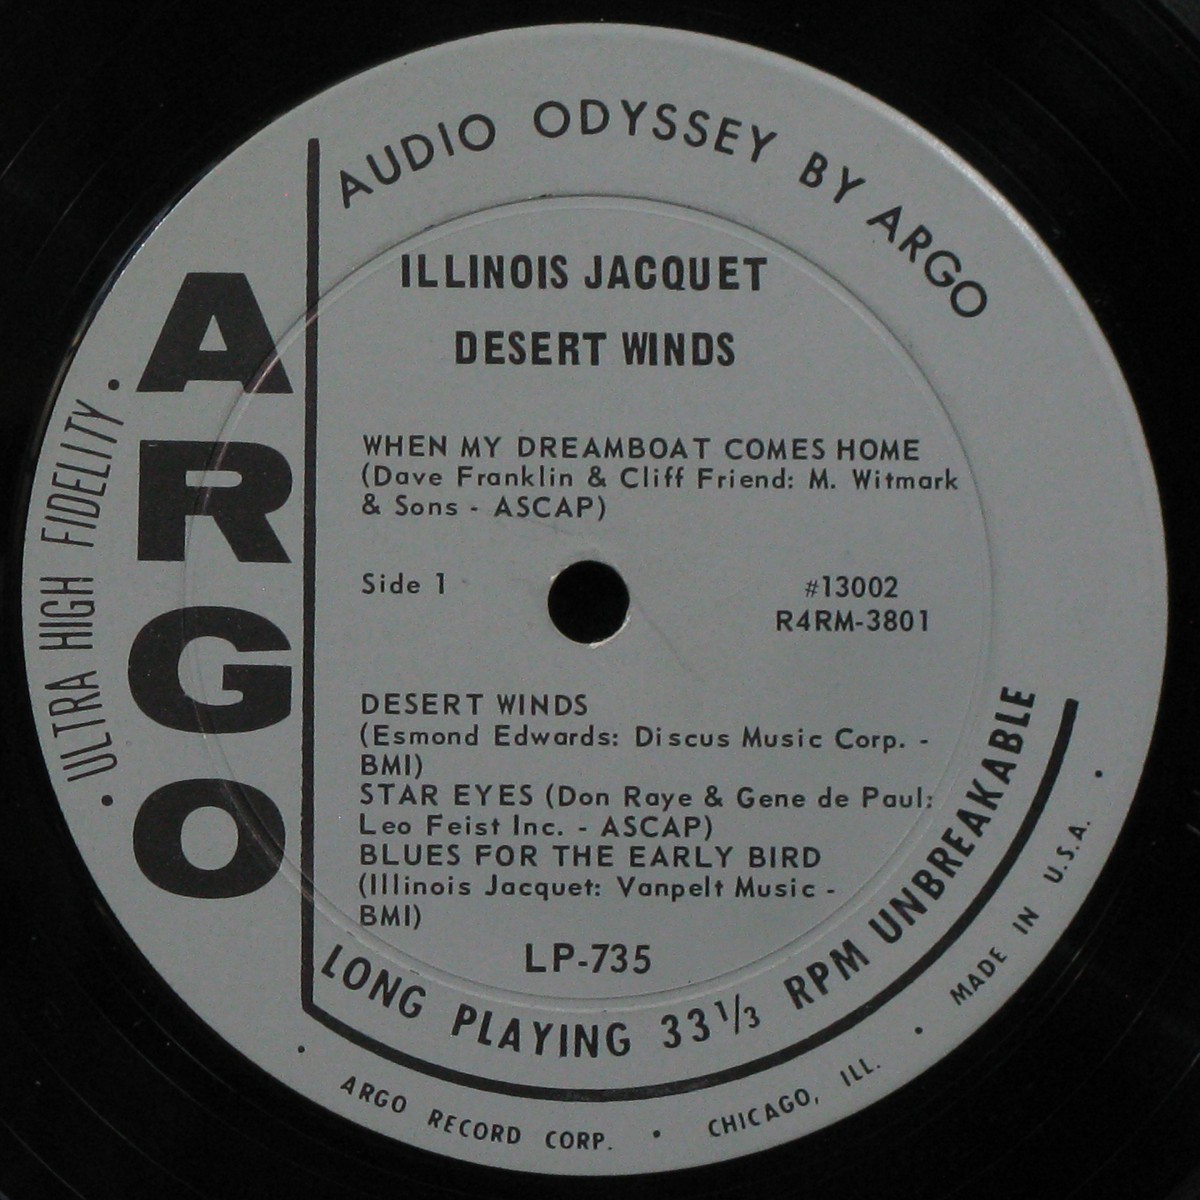 AUDIO ODYSSEY BY ARGO
ARGO
· ULTRA HIGH FIDELITY ·
ILLINOIS JACQUET
DESERT WINDS
WHEN MY DREAMBOAT COMES HOME
(Dave Franklin & Cliff Friend: M. Witmark
& Sons - ASCAP)
Side 1
#13002
R4RM-3801
DESERT WINDS
(Esmond Edwards: Discus Music Corp. -
BMI)
STAR EYES (Don Raye & Gene de Paul:
Leo Feist Inc. - ASCAP)
BLUES FOR THE EARLY BIRD
(Illinois Jacquet: Vanpelt Music -
BMI)
LP-735
LONG PLAYING 33⅓ RPM UNBREAKABLE
· ARGO RECORD CORP. · CHICAGO, ILL. · MADE IN U.S.A. ·